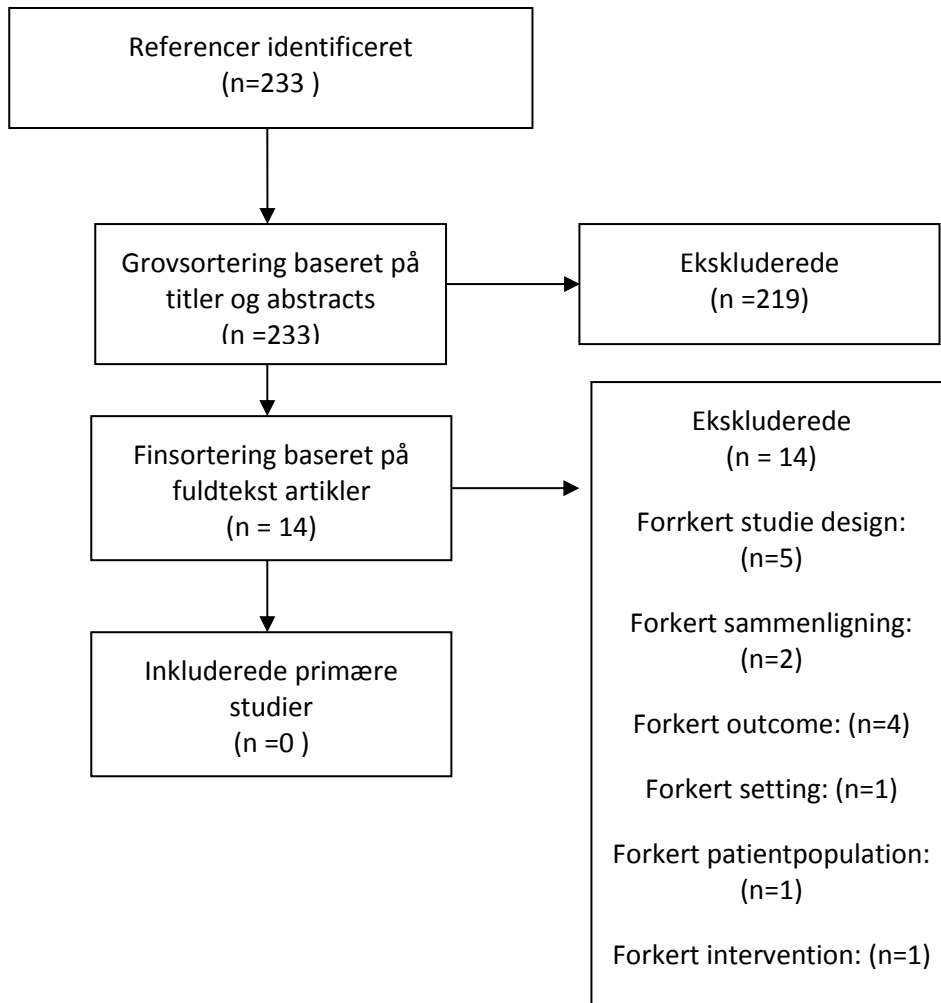 Referencer identificeret
(n=233 )
Grovsortering baseret på
titler og abstracts
(n =233)
Ekskluderede
(n =219)
Finsortering baseret på
fuldtekst artikler
(n = 14)
Ekskluderede
(n = 14)
Forrkert studie design:
(n=5)
Forkert sammenligning:
(n=2)
Forkert outcome: (n=4)
Forkert setting: (n=1)
Forkert patientpopulation:
(n=1)
Forkert intervention: (n=1)
Inkluderede primære
studier
(n =0 )